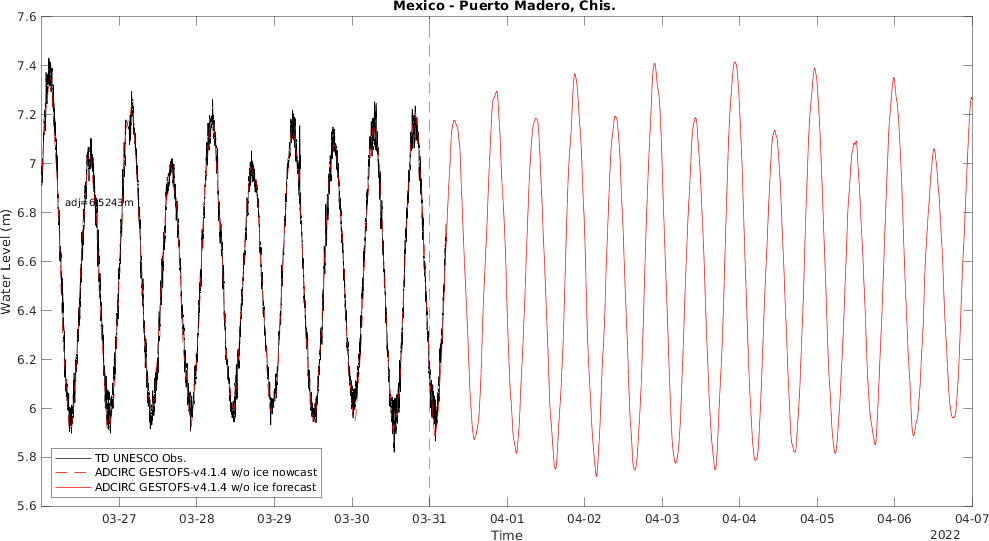 Mexico - Puerto Madero, Chis.
7.6
7.4
7.2
7
6.8
6.6
6.4
6.2
6
5.8
5.6
Water Level (m)
adj=6.5243m
TD UNESCO Obs.
ADCIRC GESTOFS-v4.1.4 w/o ice nowcast
ADCIRC GESTOFS-v4.1.4 w/o ice forecast
03-27 03-28 03-29 03-30 03-31 04-01 04-02 04-03 04-04 04-05 04-06 04-07
Time
2022